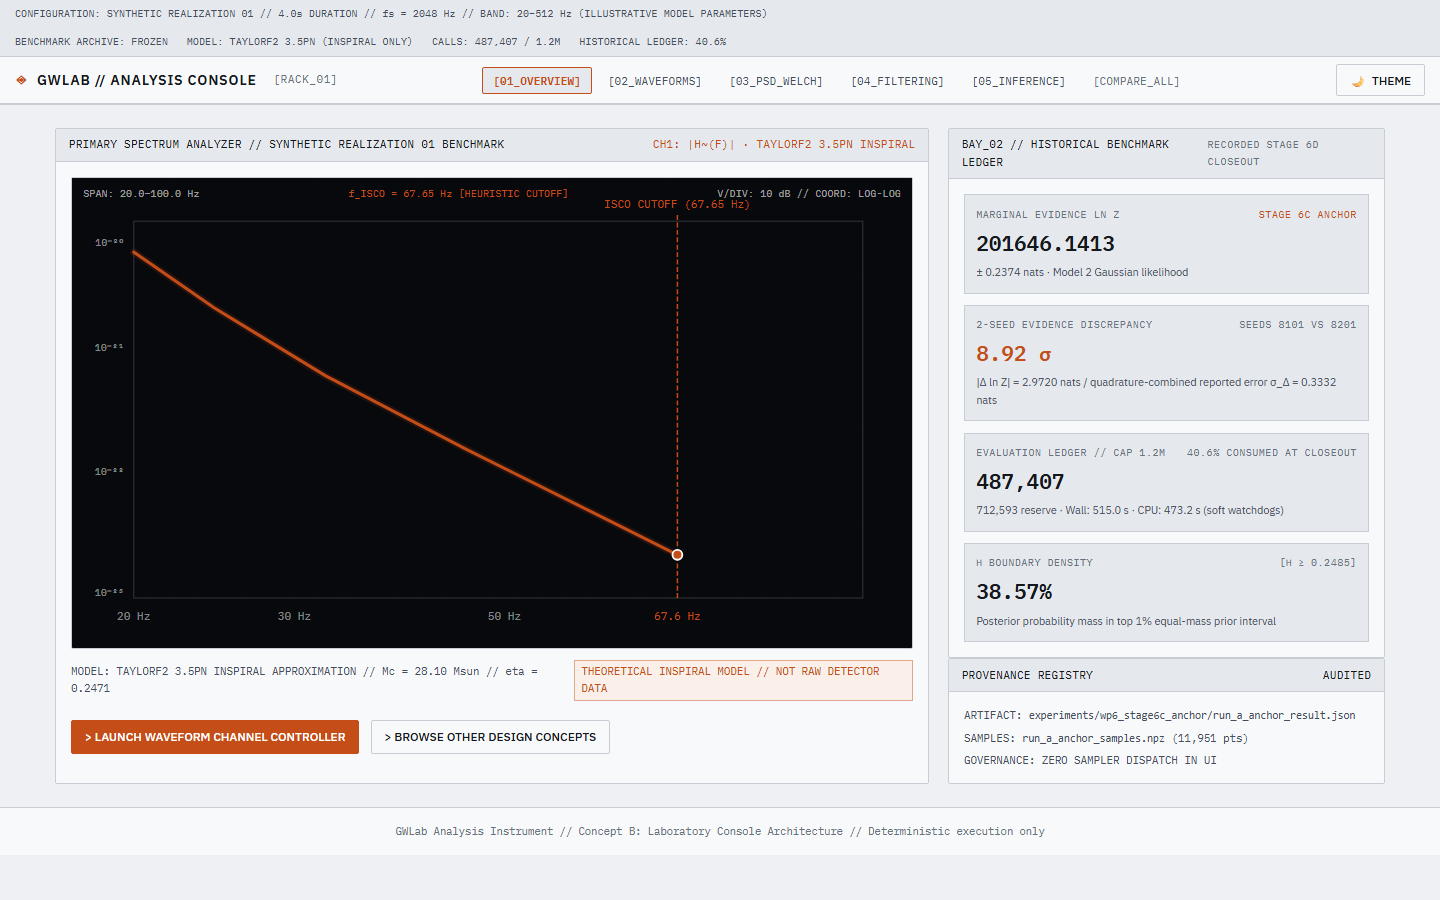 CONFIGURATION: SYNTHETIC REALIZATION 01 // 4.0s DURATION // fs = 2048 Hz // BAND: 20–512 Hz (ILLUSTRATIVE MODEL PARAMETERS)
BENCHMARK ARCHIVE: FROZEN MODEL: TAYLORF2 3.5PN (INSPIRAL ONLY) CALLS: 487,407 / 1.2M HISTORICAL LEDGER: 40.6%
GWLAB // ANALYSIS CONSOLE [RACK_01] [01_OVERVIEW] [02_WAVEFORMS] [03_PSD_WELCH] [04_FILTERING] [05_INFERENCE] [COMPARE_ALL] THEME
PRIMARY SPECTRUM ANALYZER // SYNTHETIC REALIZATION 01 BENCHMARK CH1: |H~(F)| · TAYLORF2 3.5PN INSPIRAL
SPAN: 20.0–100.0 Hz f_ISCO = 67.65 Hz [HEURISTIC CUTOFF] V/DIV: 10 dB // COORD: LOG-LOG
ISCO CUTOFF (67.65 Hz)
10⁻²⁰
10⁻²¹
10⁻²²
10⁻²³
20 Hz 30 Hz 50 Hz 67.6 Hz
MODEL: TAYLORF2 3.5PN INSPIRAL APPROXIMATION // Mc = 28.10 Msun // eta =
0.2471
THEORETICAL INSPIRAL MODEL // NOT RAW DETECTOR
DATA
> LAUNCH WAVEFORM CHANNEL CONTROLLER > BROWSE OTHER DESIGN CONCEPTS
BAY_02 // HISTORICAL BENCHMARK
LEDGER
RECORDED STAGE 6D
CLOSEOUT
MARGINAL EVIDENCE LN Z STAGE 6C ANCHOR
201646.1413
± 0.2374 nats · Model 2 Gaussian likelihood
2-SEED EVIDENCE DISCREPANCY SEEDS 8101 VS 8201
8.92 σ
|Δ ln Z| = 2.9720 nats / quadrature-combined reported error σ_Δ = 0.3332
nats
EVALUATION LEDGER // CAP 1.2M 40.6% CONSUMED AT CLOSEOUT
487,407
712,593 reserve · Wall: 515.0 s · CPU: 473.2 s (soft watchdogs)
Η BOUNDARY DENSITY [Η ≥ 0.2485]
38.57%
Posterior probability mass in top 1% equal-mass prior interval
PROVENANCE REGISTRY AUDITED
ARTIFACT: experiments/wp6_stage6c_anchor/run_a_anchor_result.json
SAMPLES: run_a_anchor_samples.npz (11,951 pts)
GOVERNANCE: ZERO SAMPLER DISPATCH IN UI
GWLab Analysis Instrument // Concept B: Laboratory Console Architecture // Deterministic execution only